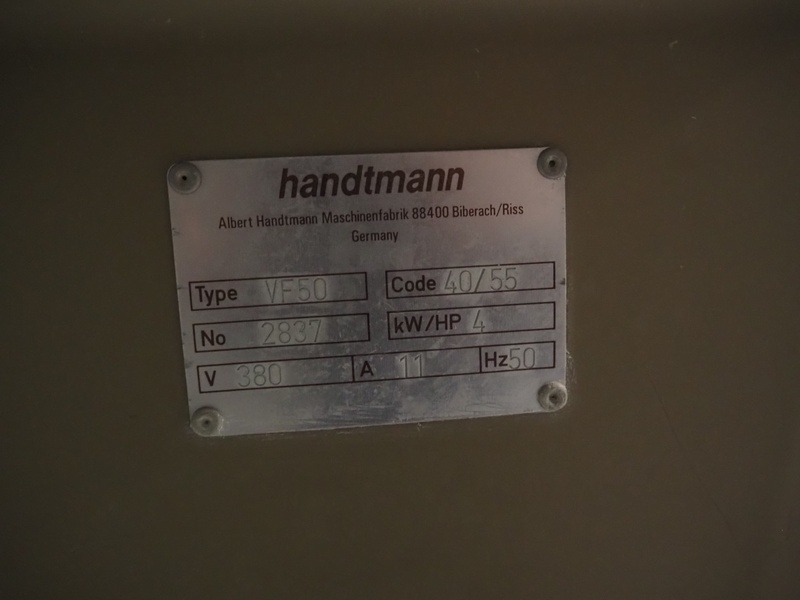 handtmann
Albert Handtmann Maschinenfabrik 88400 Biberach/Riss
Germany
Type VF50 Code 40/55
No 2837 kW/HP 4
V 380 A 11 Hz 50